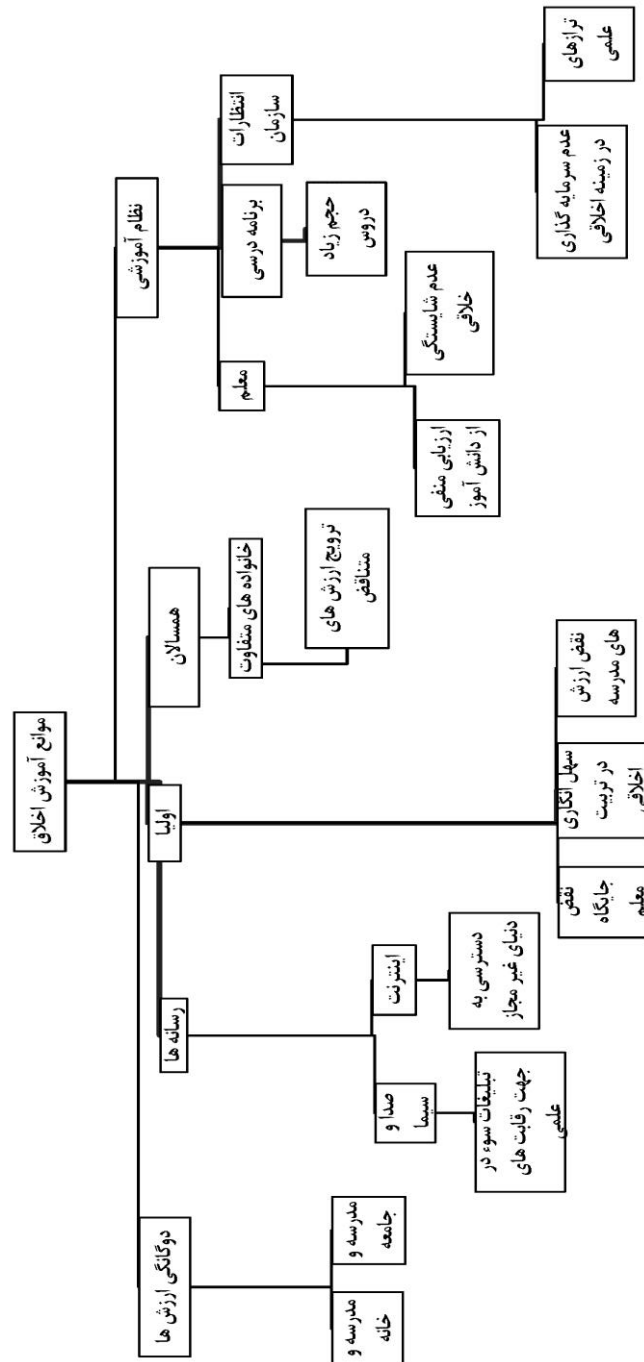 موانع آموزش اخلاق
نظام آموزشی
انتظارات
سازمان
ترازهای
علمی
عدم سرمایه گذاری
در زمینه اخلاقی
برنامه درسی
حجم زیاد
دروس
معلم
عدم شایستگی
خلاقی
ارزیابی منفی
از دانش آموز
همسالان
خانواده های متفاوت
ترویج ارزش های
متناقض
اولیا
نقض ارزش
های مدرسه
سهل انگاری
در تربیت
اخلاقی
نقض
جایگاه
معلم
رسانه ها
اینترنت
دسترسی به
دنیای غیر مجاز
صدا و
سیما
تبلیغات سوء در
جهت رقابت های
علمی
دوگانگی ارزش ها
مدرسه و
جامعه
مدرسه و
خانه